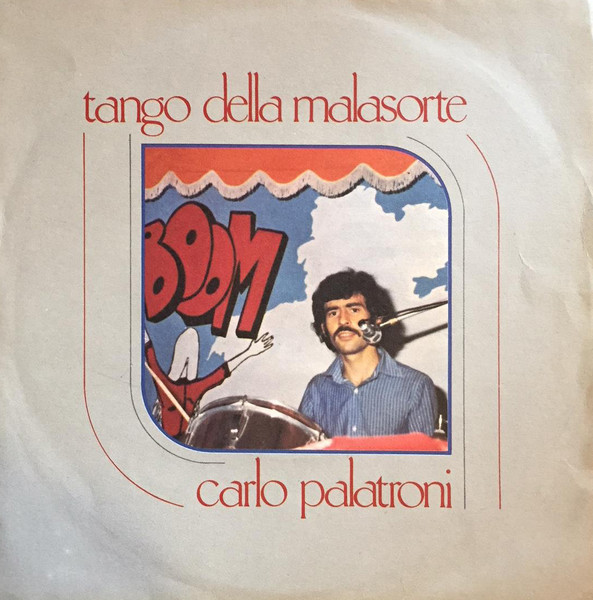 tango della malasorte
BOOM
carlo palatroni